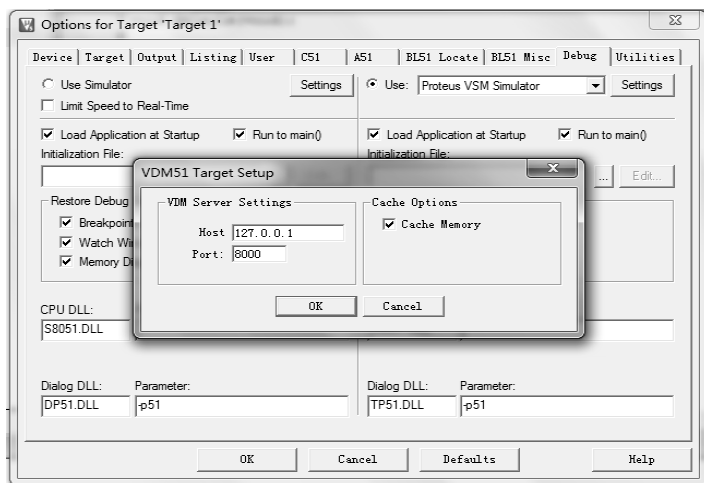 Options for Target 'Target 1'
Device Target Output Listing User C51 A51 BL51 Locate BL51 Misc Debug Utilities
Use Simulator Settings Use: Proteus VSM Simulator Settings
Limit Speed to Real-Time
Load Application at Startup Run to main() Load Application at Startup Run to main()
Initialization File: Initialization File:
... Edit...
VDM51 Target Setup
Restore Debug
VDM Server Settings Cache Options
Breakpoint
Host 127.0.0.1 Cache Memory
Watch Wi
Port: 8000
Memory Di
OK Cancel
CPU DLL:
S8051.DLL
Dialog DLL: Parameter: Dialog DLL: Parameter:
DP51.DLL -p51 TP51.DLL -p51
OK Cancel Defaults Help